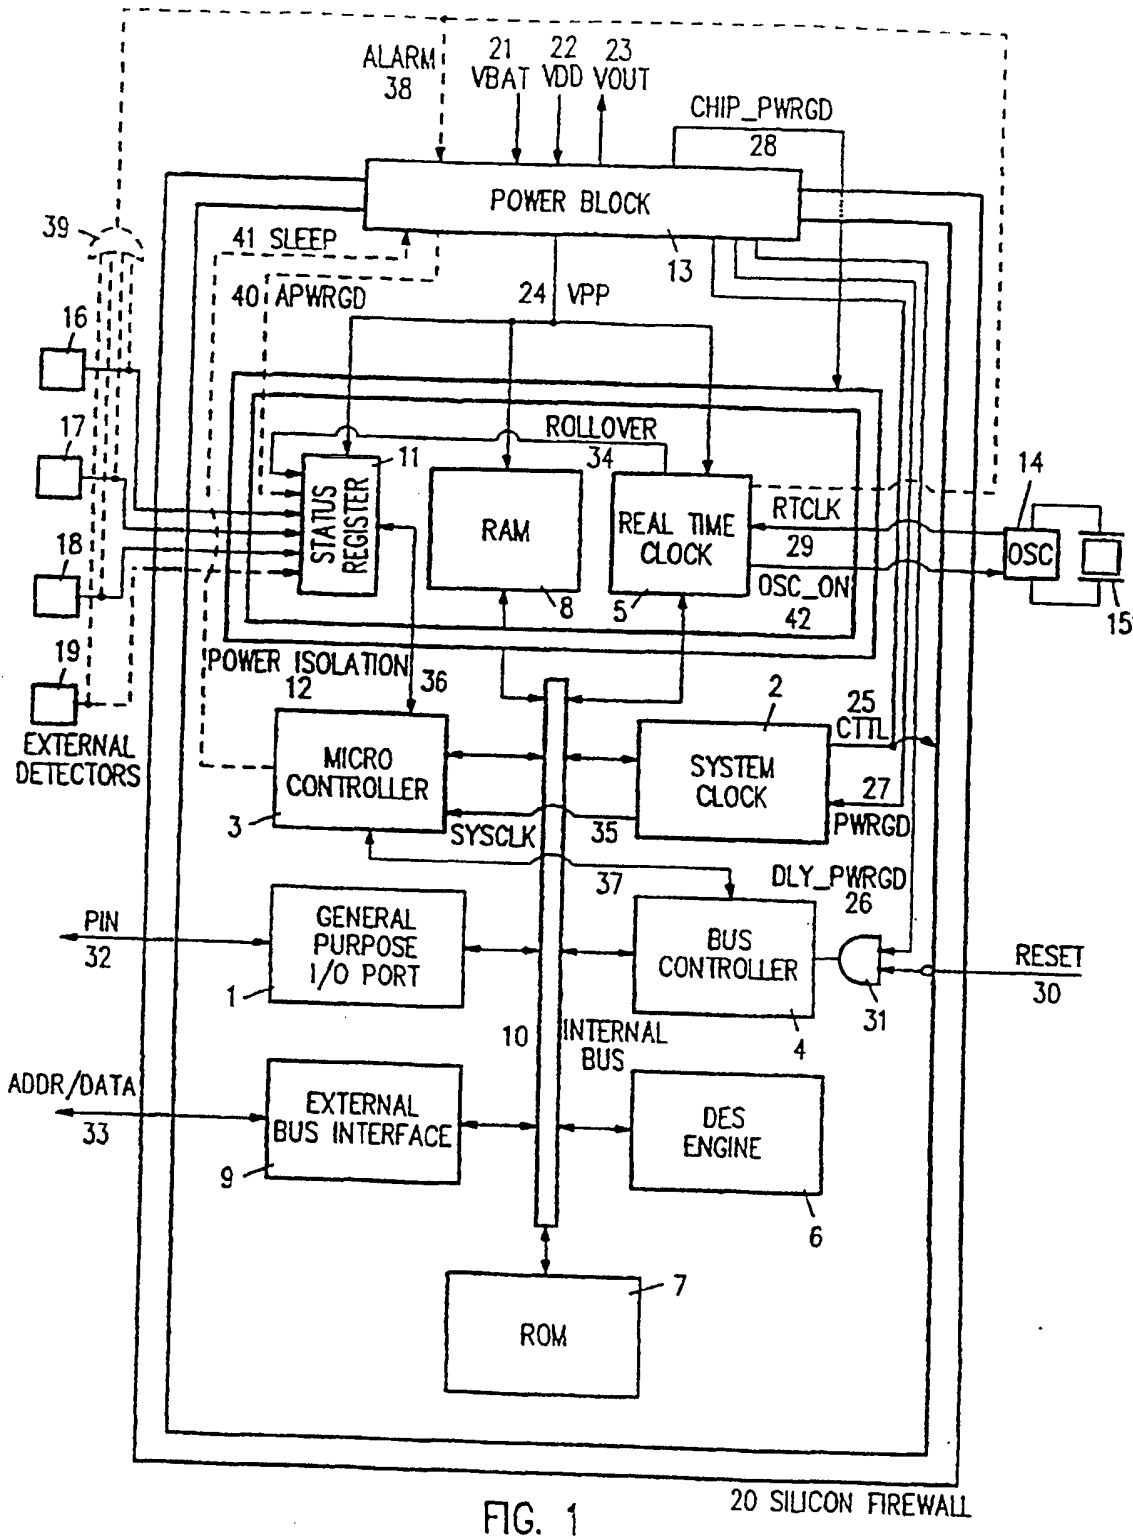 21 22 23
ALARM VBAT VDD VOUT
38
CHIP_PWRGD
28
POWER BLOCK
13
39
41 SLEEP
40 APWRGD
24 VPP
16
ROLLOVER
34
17
11
STATUS
REGISTER
RAM
8
REAL TIME
CLOCK
5
RTCLK
29
OSC_ON
42
14
OSC
15
18
19
EXTERNAL
DETECTORS
POWER ISOLATION
12
36
2
25
CTTL
MICRO
CONTROLLER
3
SYSTEM
CLOCK
27
PWRGD
SYSCLK
35
37
DLY_PWRGD
26
PIN
32
GENERAL
PURPOSE
I/O PORT
1
BUS
CONTROLLER
4
31
RESET
30
10
INTERNAL
BUS
ADDR/DATA
33
EXTERNAL
BUS INTERFACE
9
DES
ENGINE
6
7
ROM
20 SILICON FIREWALL
FIG. 1